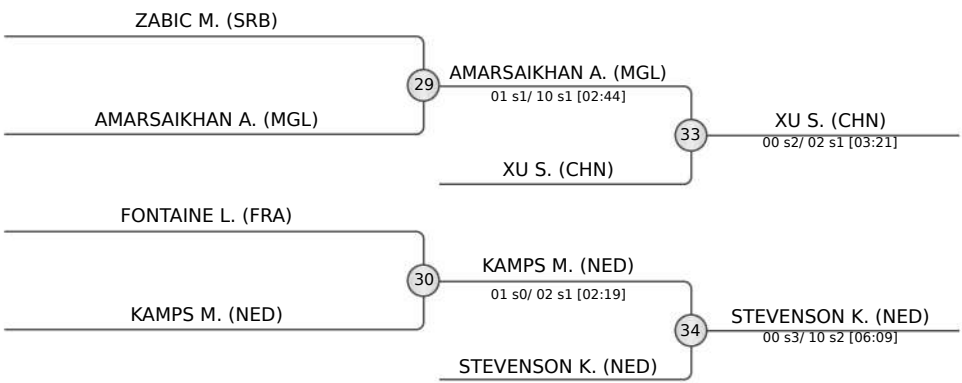 ZABIC M. (SRB)
29
AMARSAIKHAN A. (MGL)
01 s1/ 10 s1 [02:44]
AMARSAIKHAN A. (MGL)
33
XU S. (CHN)
00 s2/ 02 s1 [03:21]
XU S. (CHN)
FONTAINE L. (FRA)
30
KAMPS M. (NED)
01 s0/ 02 s1 [02:19]
KAMPS M. (NED)
34
STEVENSON K. (NED)
00 s3/ 10 s2 [06:09]
STEVENSON K. (NED)